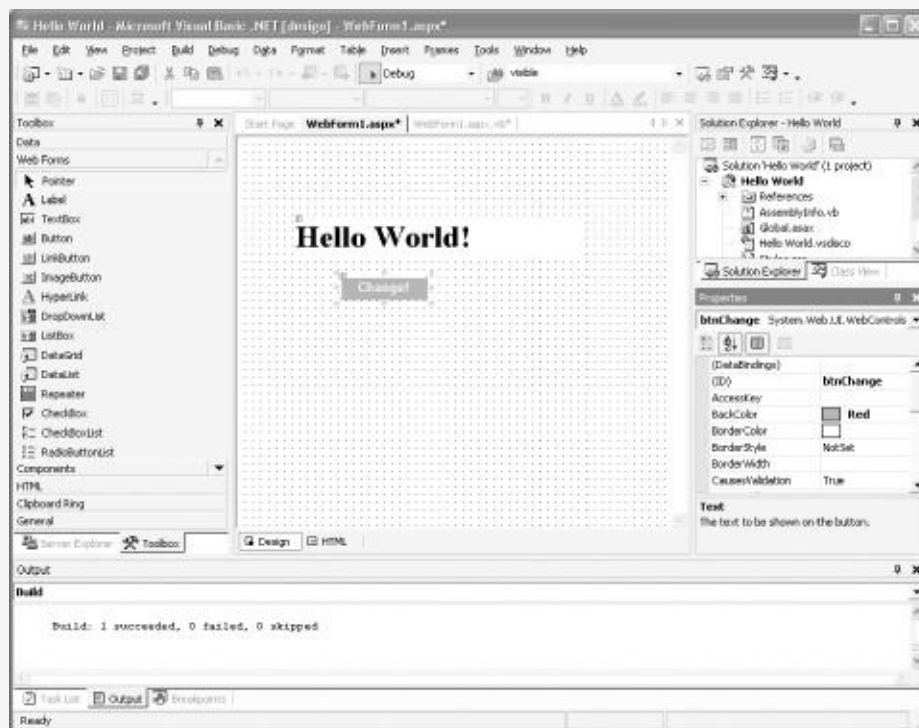 Hello World - Microsoft Visual Basic .NET [design] - WebForm1.aspx*
File Edit View Project Build Debug Data Format Table Insert Frames Tools Window Help
Debug visible
Toolbox
Data
Web Forms
Pointer
Label
TextBox
Button
LinkButton
ImageButton
HyperLink
DropDownList
ListBox
DataGrid
DataList
Repeater
CheckBox
CheckBoxList
RadioButtonList
Components
HTML
Clipboard Ring
General
Server Explorer Toolbox
Start Page WebForm1.aspx* WebForm1.aspx.vb*
Hello World!
Change!
Design HTML
Solution Explorer - Hello World
Solution 'Hello World' (1 project)
Hello World
References
AssemblyInfo.vb
Global.asax
Hello World.vsdisco
Solution Explorer Class View
Properties
btnChange System.Web.UI.WebControls
(DataBindings)
(ID) btnChange
AccessKey
BackColor Red
BorderColor
BorderStyle NotSet
BorderWidth
CausesValidation True
Text
The text to be shown on the button.
Output
Build
Build: 1 succeeded, 0 failed, 0 skipped
Task List Output Breakpoints
Ready